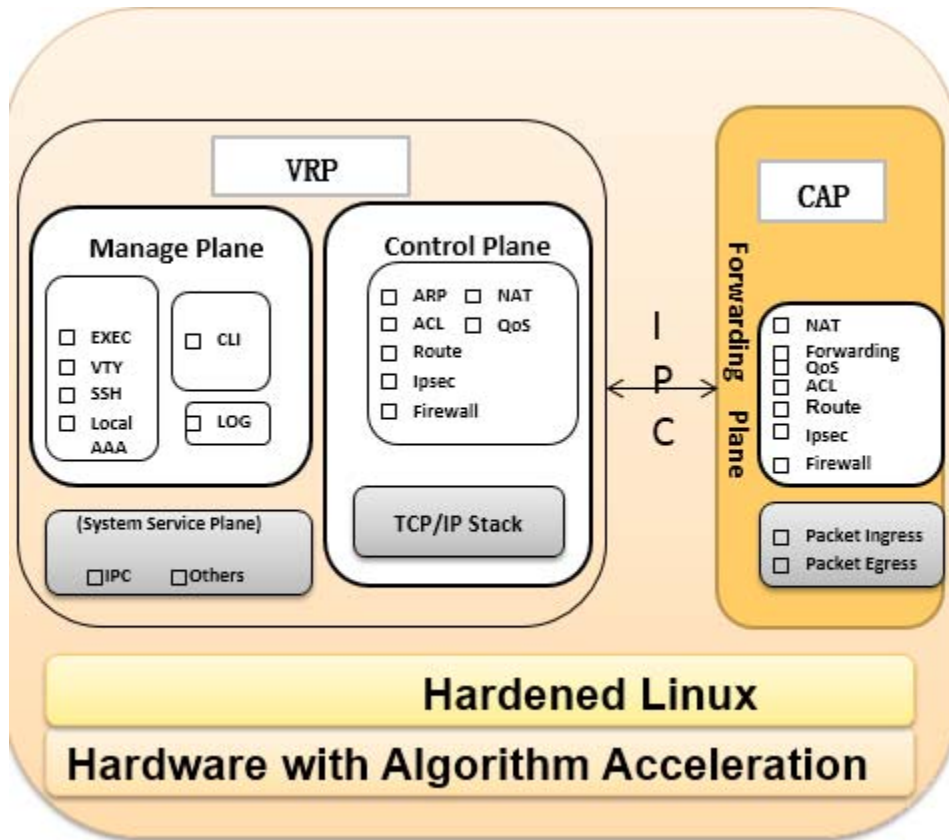 VRP
Manage Plane
EXEC
VTY
SSH
Local
AAA
CLI
LOG
(System Service Plane)
IPC Others
Control Plane
ARP NAT
ACL QoS
Route
Ipsec
Firewall
TCP/IP Stack
I
P
C
CAP
Forwarding Plane
NAT
Forwarding
QoS
ACL
Route
Ipsec
Firewall
Packet Ingress
Packet Egress
Hardened Linux
Hardware with Algorithm Acceleration